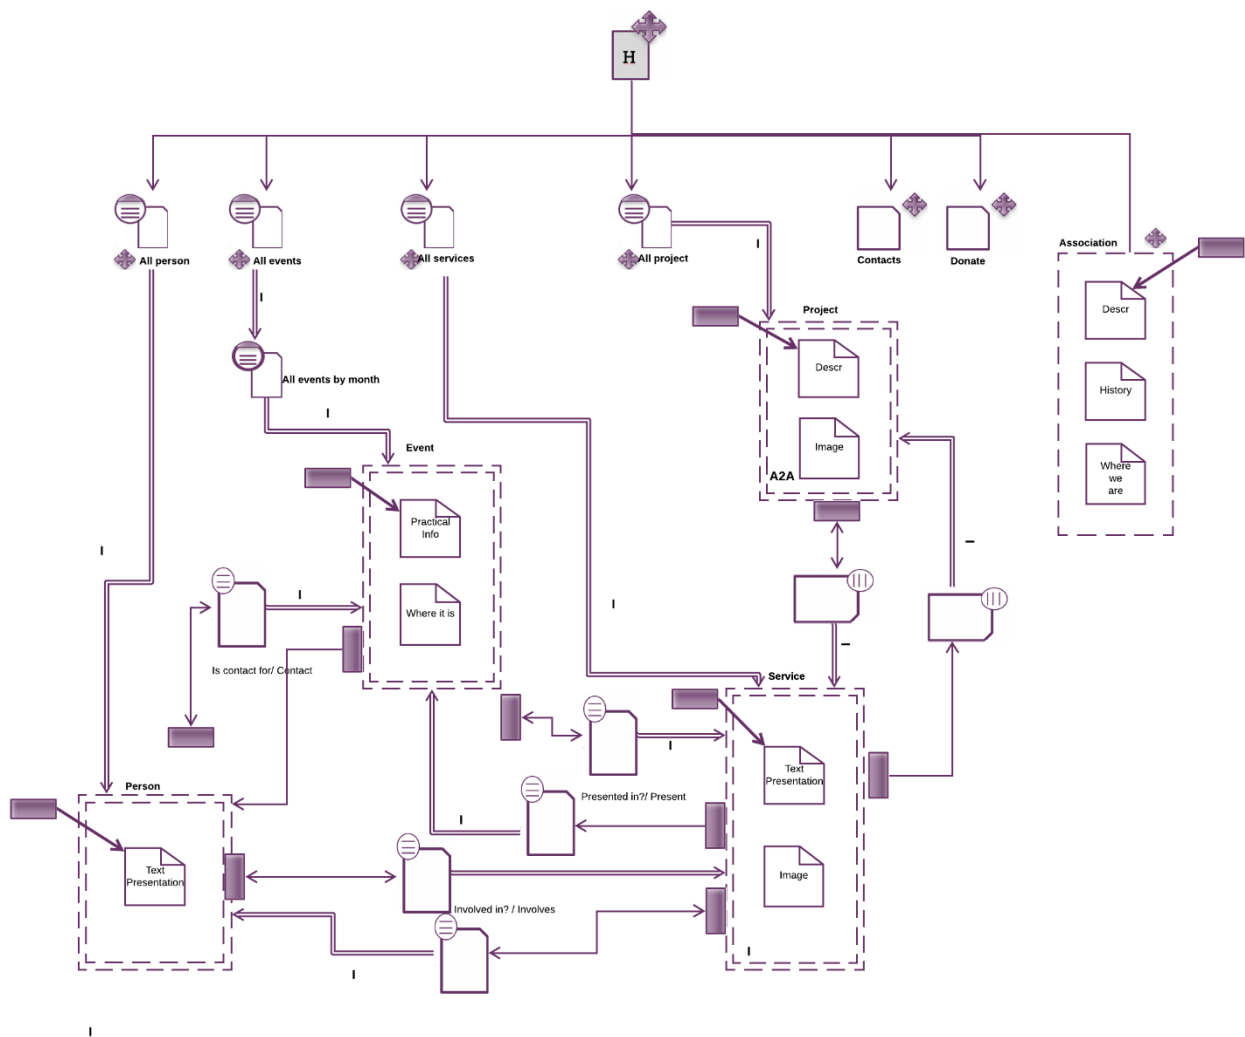 H
All person
All events
All services
All project
Contacts
Donate
Association
I
I
Descr
History
Where
we
are
Project
Descr
Image
A2A
All events by month
I
Event
Practical
Info
Where it is
I
I
I
Is contact for/ Contact
Service
I
Text
Presentation
Image
I
Presented in?/ Present
I
Person
Text
Presentation
Involved in? / Involves
I
I